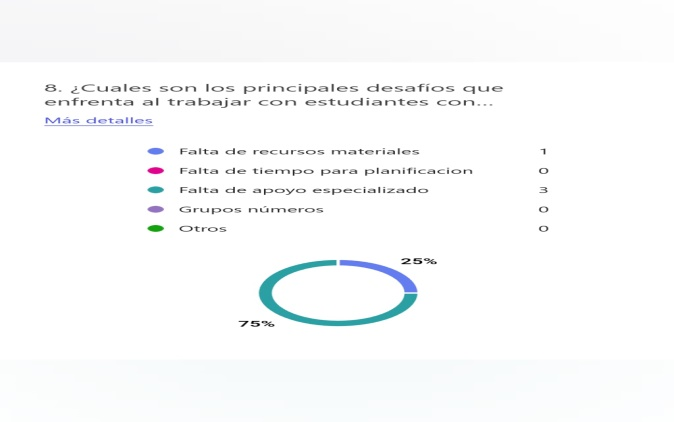 8. ¿Cuales son los principales desafíos que
enfrenta al trabajar con estudiantes con...
Más detalles
Falta de recursos materiales 1
Falta de tiempo para planificacion 0
Falta de apoyo especializado 3
Grupos números 0
Otros 0
25%
75%